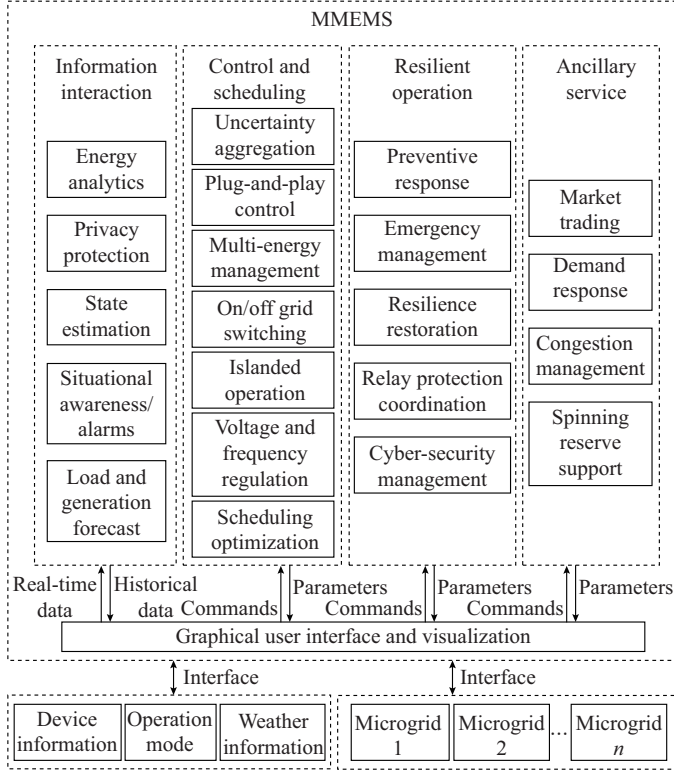 MMEMS
Information
interaction
Energy
analytics
Privacy
protection
State
estimation
Situational
awareness/
alarms
Load and
generation
forecast
Control and
scheduling
Uncertainty
aggregation
Plug-and-play
control
Multi-energy
management
On/off grid
switching
Islanded
operation
Voltage and
frequency
regulation
Scheduling
optimization
Resilient
operation
Preventive
response
Emergency
management
Resilience
restoration
Relay protection
coordination
Cyber-security
management
Ancillary
service
Market
trading
Demand
response
Congestion
management
Spinning
reserve
support
Real-time
data
Historical
data
Commands
Parameters
Commands
Parameters
Commands
Parameters
Graphical user interface and visualization
Interface
Interface
Device
information
Operation
mode
Weather
information
Microgrid
1
Microgrid
2
...
Microgrid
n